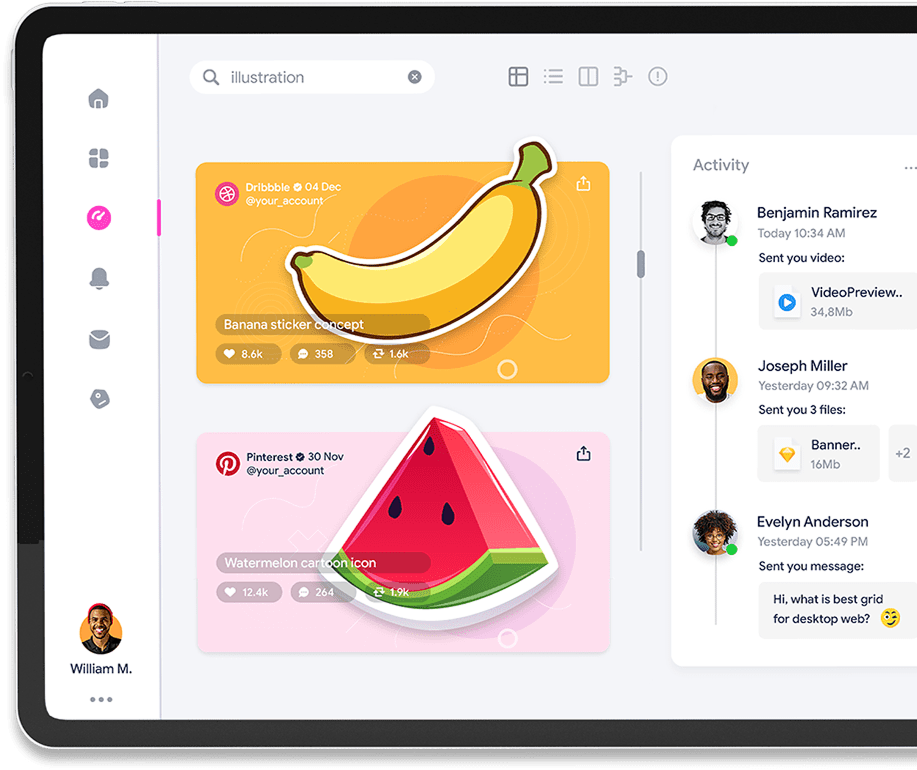 illustration
Dribbble 04 Dec
@your_account
Banana sticker concept
8.6k 358 1.6k
Pinterest 30 Nov
@your_account
Watermelon cartoon icon
12.4k 264 1.9k
Activity
Benjamin Ramirez
Today 10:34 AM
Sent you video:
VideoPreview..
34,8Mb
Joseph Miller
Yesterday 09:32 AM
Sent you 3 files:
Banner..
16Mb
+2
Evelyn Anderson
Yesterday 05:49 PM
Sent you message:
Hi, what is best grid
for desktop web?
William M.